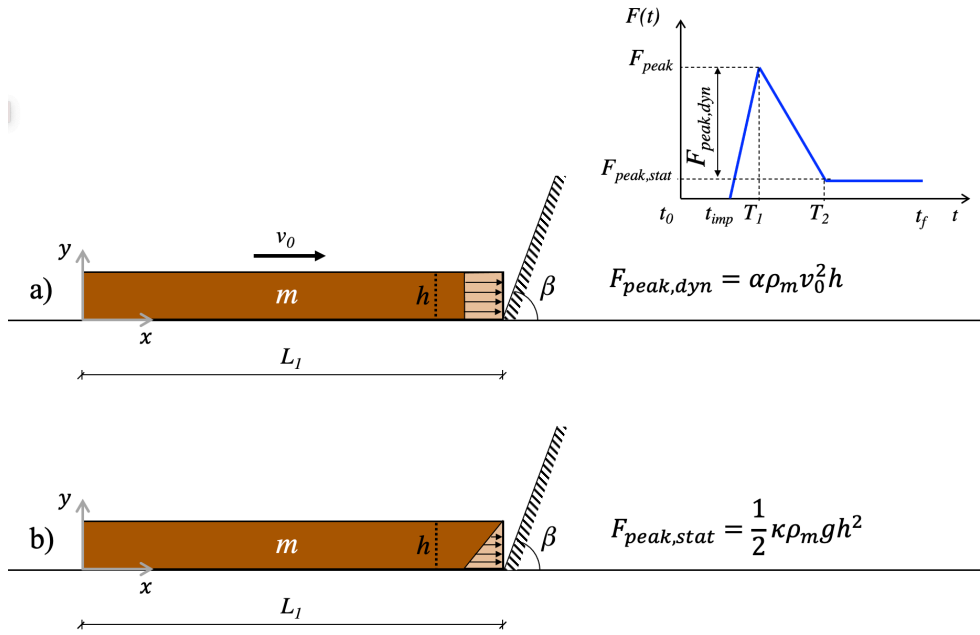 F(t)
F_peak
F_peak,dyn
F_peak,stat
t_0 t_imp T_1 T_2 t_f t
y
v_0
a) m h β F_peak,dyn = αρ_m v_0^2 h
x
L_1
y
b) m h β F_peak,stat = 1/2 κρ_m gh^2
x
L_1